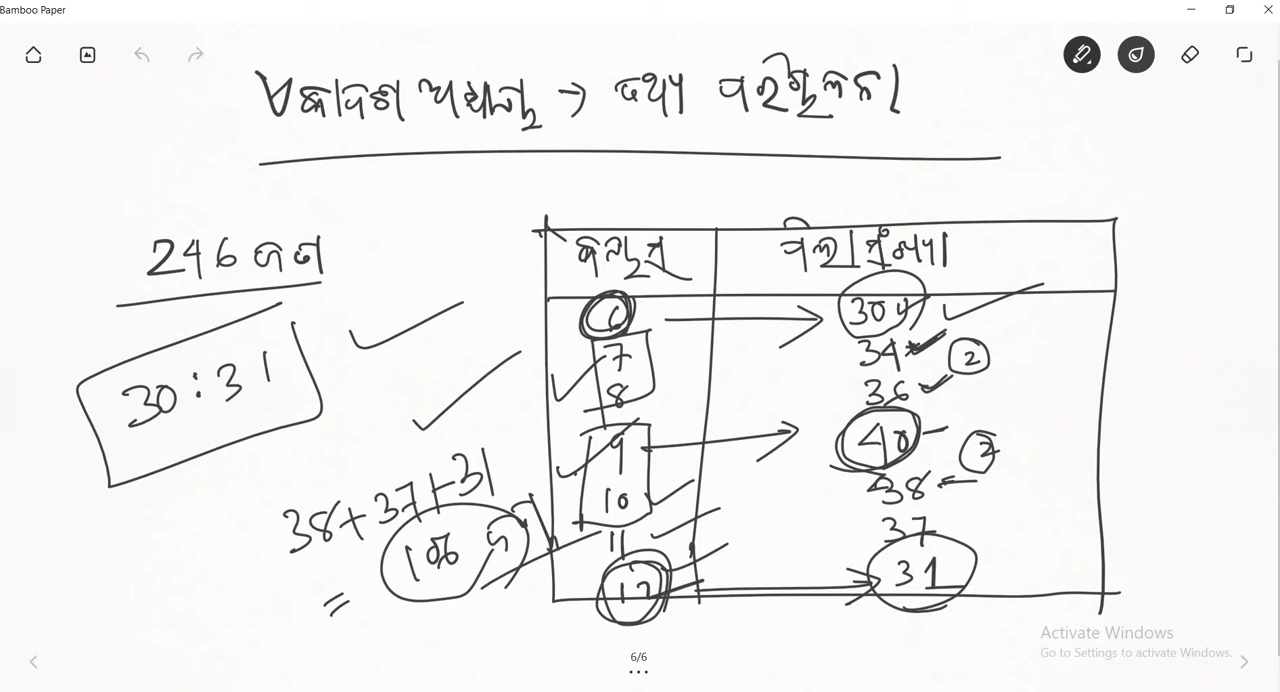 Bamboo Paper
ଏକାଦଶ ଅଧ୍ୟାୟ → ତଥ୍ୟ ପରିଚାଳନା
246 ଜଣ
ପିଲା ସଂଖ୍ୟା
6 → 30
7 34 2
8 36
9 → 40
10 38 2
11 37
12 → 31
30 : 31
38 + 37 + 31
= 106 ଜଣ
Activate Windows
Go to Settings to activate Windows.
6/6